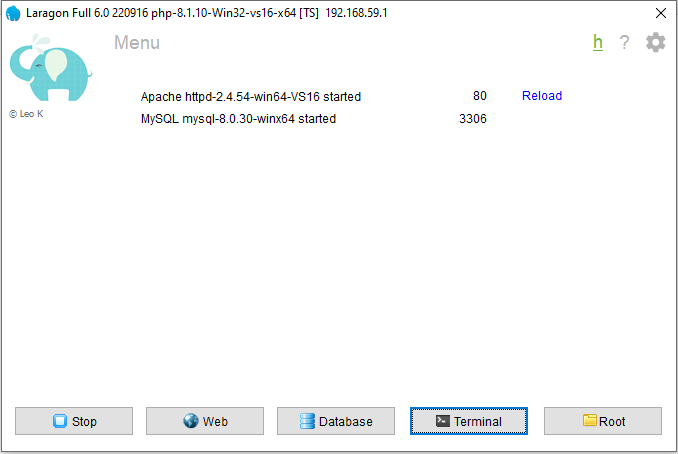 Laragon Full 6.0 220916 php-8.1.10-Win32-vs16-x64 [TS] 192.168.59.1
Menu
h ?
© Leo K
Apache httpd-2.4.54-win64-VS16 started 80 Reload
MySQL mysql-8.0.30-winx64 started 3306
Stop Web Database Terminal Root